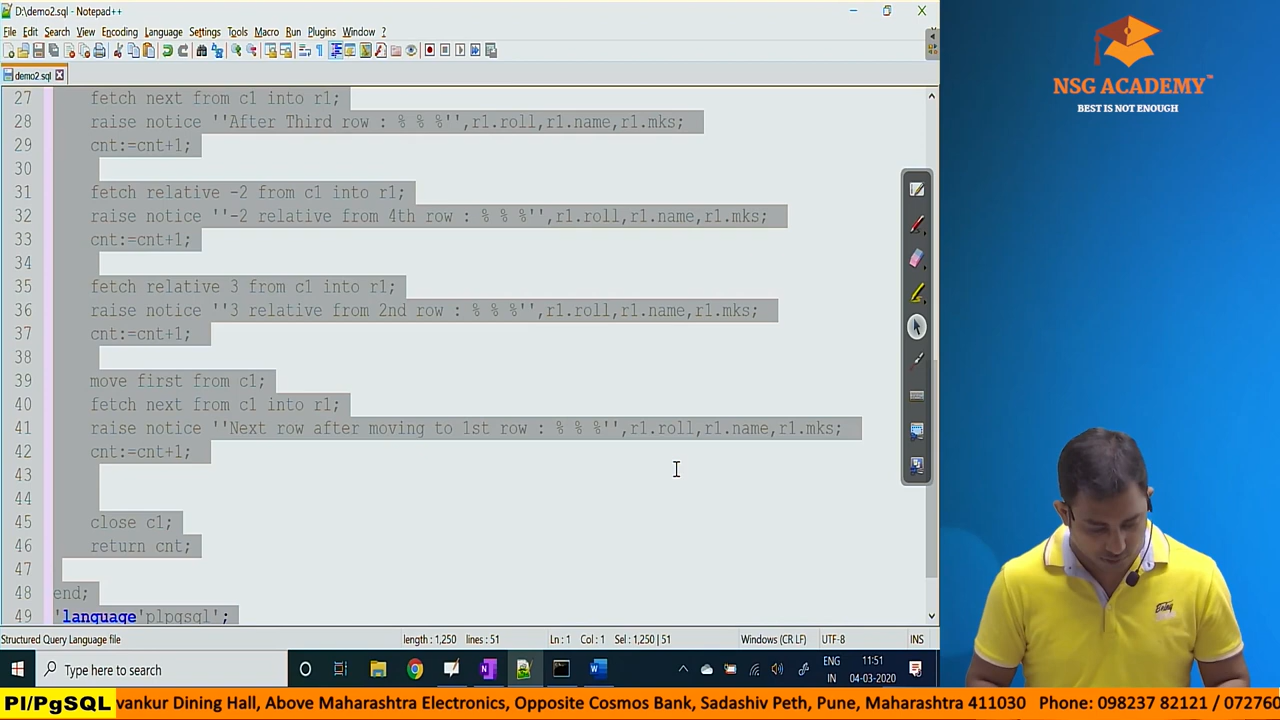 D:\demo2.sql - Notepad++
File Edit Search View Encoding Language Settings Tools Macro Run Plugins Window ?
demo2.sql
27 fetch next from c1 into r1;
28 raise notice ''After Third row : % % %'',r1.roll,r1.name,r1.mks;
29 cnt:=cnt+1;
30
31 fetch relative -2 from c1 into r1;
32 raise notice ''-2 relative from 4th row : % % %'',r1.roll,r1.name,r1.mks;
33 cnt:=cnt+1;
34
35 fetch relative 3 from c1 into r1;
36 raise notice ''3 relative from 2nd row : % % %'',r1.roll,r1.name,r1.mks;
37 cnt:=cnt+1;
38
39 move first from c1;
40 fetch next from c1 into r1;
41 raise notice ''Next row after moving to 1st row : % % %'',r1.roll,r1.name,r1.mks;
42 cnt:=cnt+1;
43
44
45 close c1;
46 return cnt;
47
48 end;
49 'language'plpgsql';
Structured Query Language file length : 1,250 lines : 51 Ln : 1 Col : 1 Sel : 1,250 | 51 Windows (CR LF) UTF-8 INS
Type here to search
ENG
IN
11:51
04-03-2020
NSG ACADEMY™
BEST IS NOT ENOUGH
Pl/PgSQL
vankur Dining Hall, Above Maharashtra Electronics, Opposite Cosmos Bank, Sadashiv Peth, Pune, Maharashtra 411030 Phone: 098237 82121 / 072760